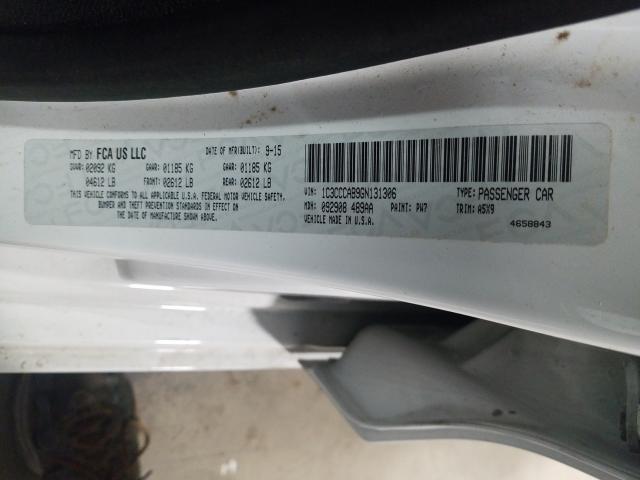 MFD BY FCA US LLC DATE OF MFR(BUILT): 9-15
GVWR: 02092 KG GAWR: 01185 KG GAWR: 01185 KG
04612 LB FRONT: 02612 LB REAR: 02612 LB
THIS VEHICLE CONFORMS TO ALL APPLICABLE U.S.A. FEDERAL MOTOR VEHICLE SAFETY,
BUMPER AND THEFT PREVENTION STANDARDS IN EFFECT ON
THE DATE OF MANUFACTURE SHOWN ABOVE.
VIN: 1C3CCCAB9GN131306 TYPE: PASSENGER CAR
MDH: 092908 489AA PAINT: PW7 TRIM: A5X9
VEHICLE MADE IN U.S.A.
4658843